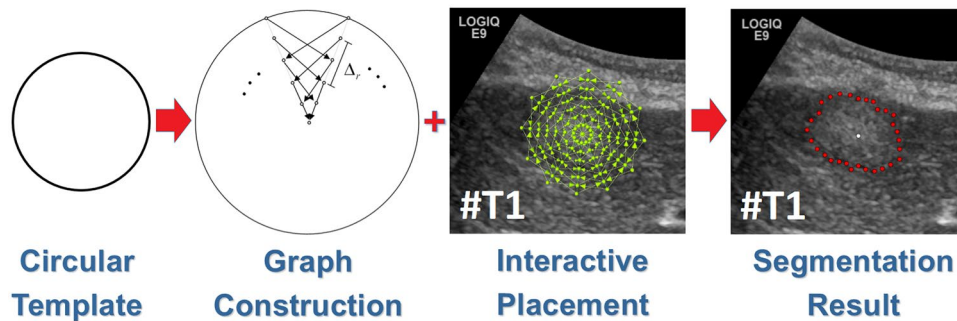 LOGIQ
E9
LOGIQ
E9
Δr
+
#T1
#T1
Circular
Template
Graph
Construction
Interactive
Placement
Segmentation
Result